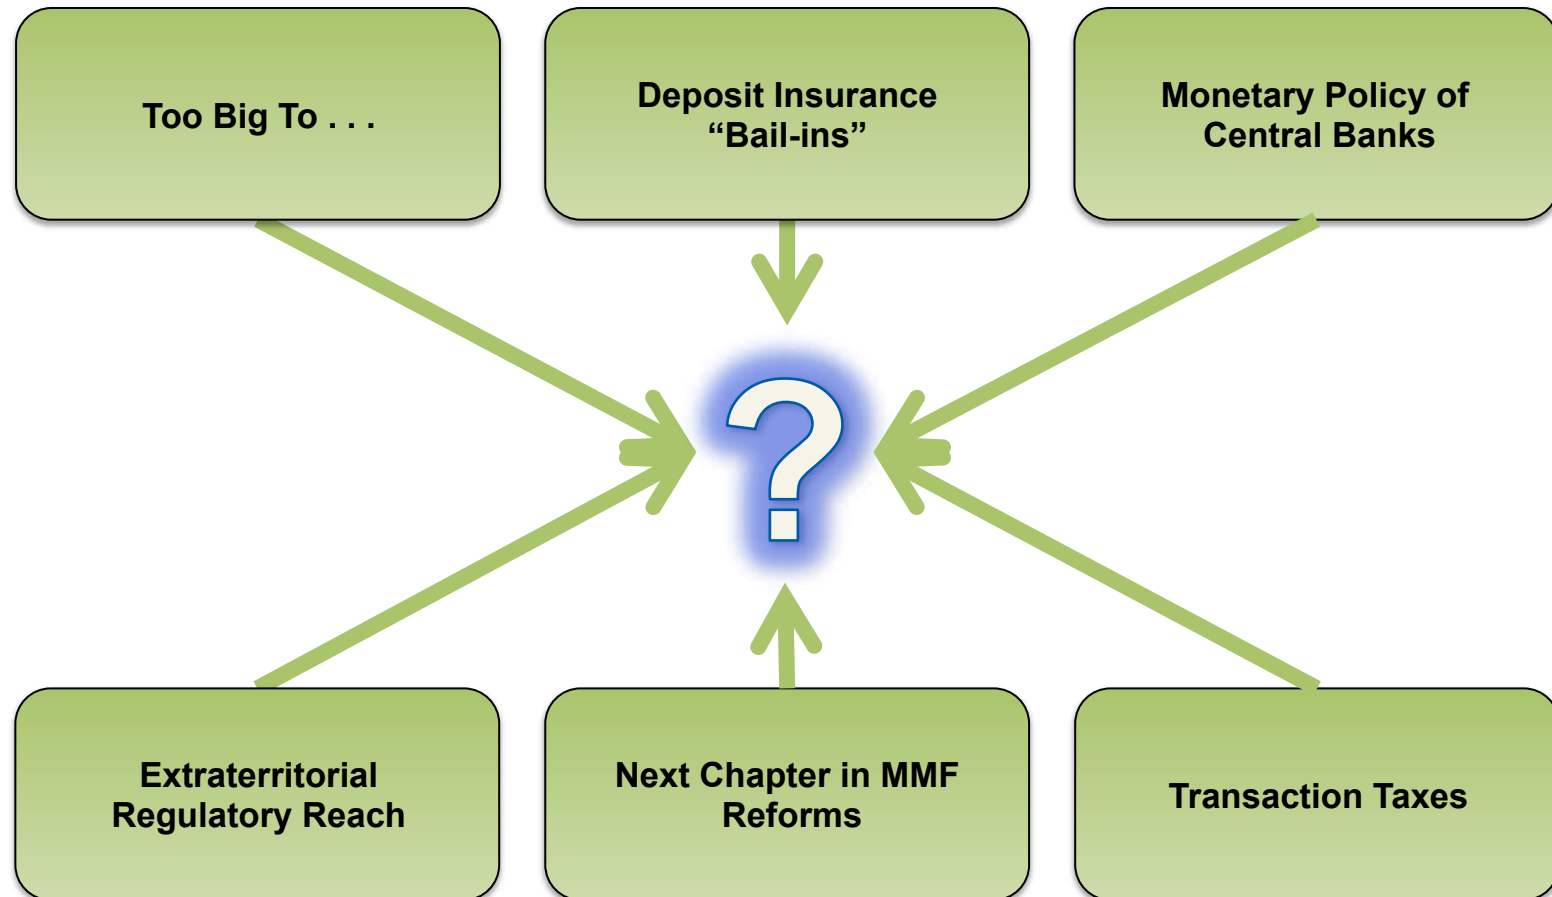 Too Big To . . .
Deposit Insurance
“Bail-ins”
Monetary Policy of
Central Banks
?
Extraterritorial
Regulatory Reach
Next Chapter in MMF
Reforms
Transaction Taxes